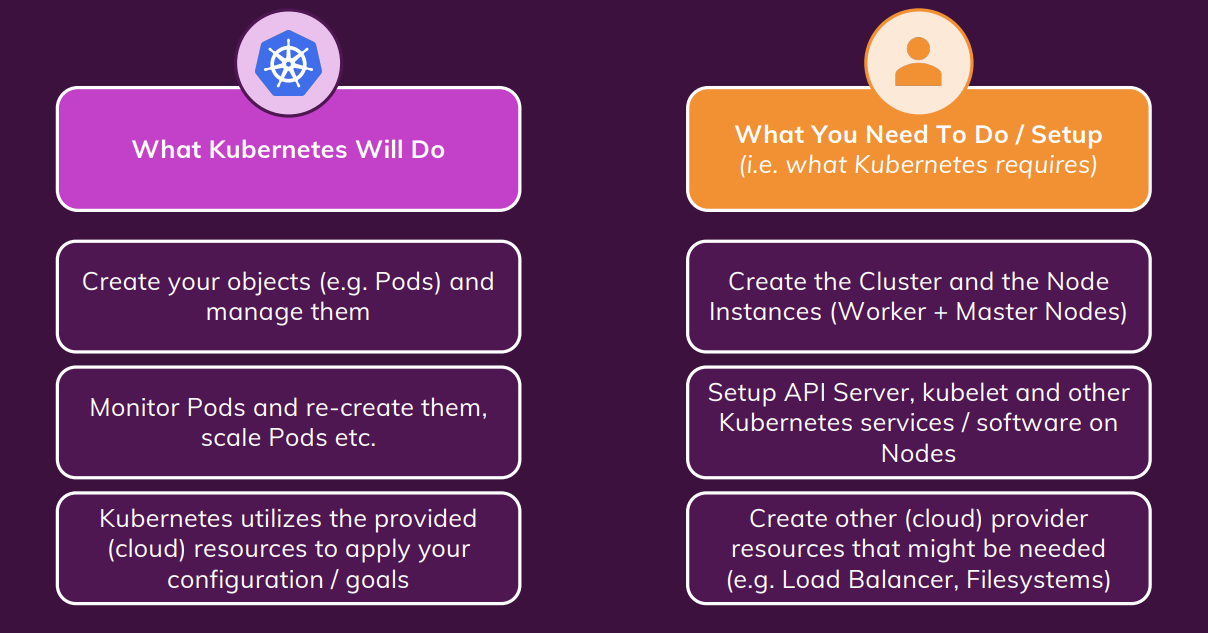 What Kubernetes Will Do
Create your objects (e.g. Pods) and
manage them
Monitor Pods and re-create them,
scale Pods etc.
Kubernetes utilizes the provided
(cloud) resources to apply your
configuration / goals
What You Need To Do / Setup
(i.e. what Kubernetes requires)
Create the Cluster and the Node
Instances (Worker + Master Nodes)
Setup API Server, kubelet and other
Kubernetes services / software on
Nodes
Create other (cloud) provider
resources that might be needed
(e.g. Load Balancer, Filesystems)